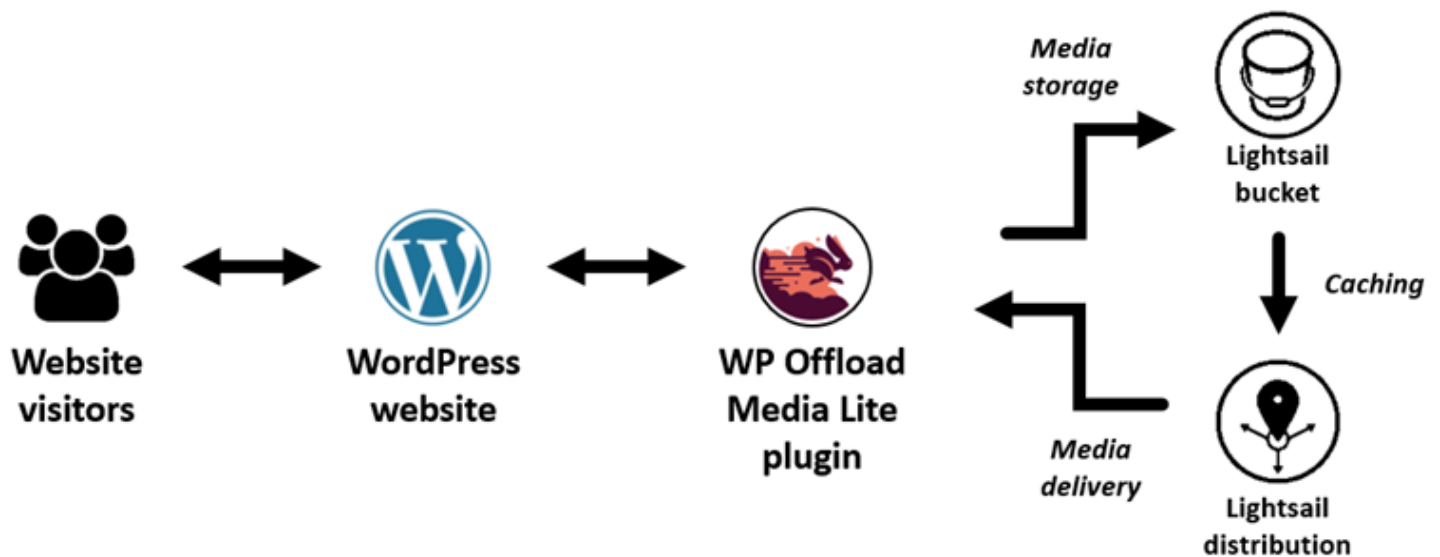 Website
visitors
WordPress
website
WP Offload
Media Lite
plugin
Media
storage
Lightsail
bucket
Caching
Media
delivery
Lightsail
distribution